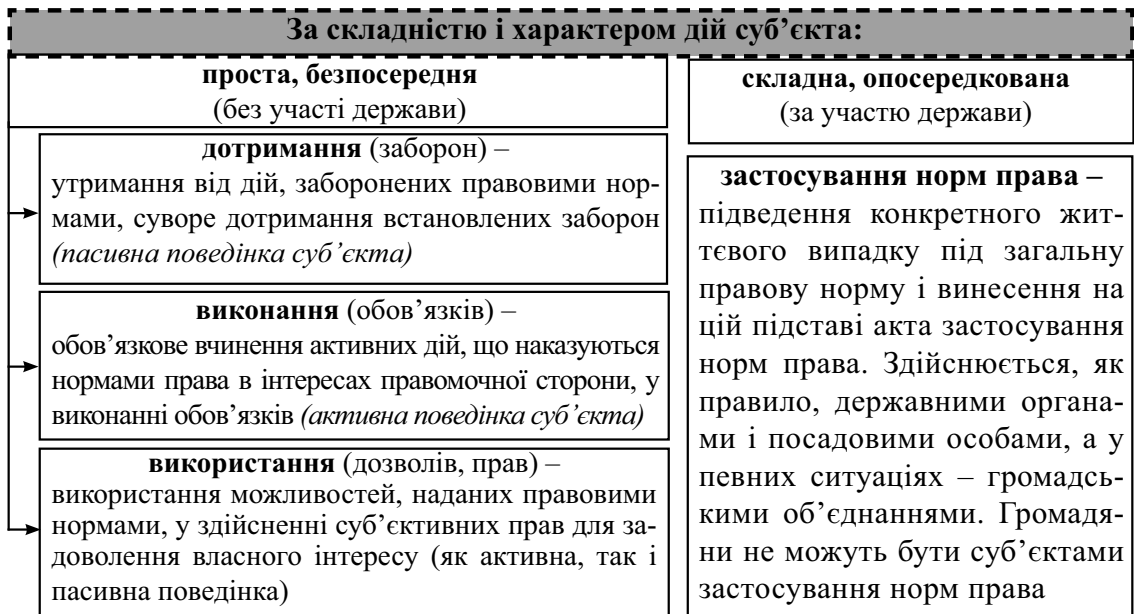 За складністю і характером дій суб’єкта:
проста, безпосередня
(без участі держави)
дотримання (заборон) –
утримання від дій, заборонених правовими нор-
мами, суворе дотримання встановлених заборон
(пасивна поведінка суб’єкта)
виконання (обов’язків) –
обов’язкове вчинення активних дій, що наказуються
нормами права в інтересах правомочної сторони, у
виконанні обов’язків (активна поведінка суб’єкта)
використання (дозволів, прав) –
використання можливостей, наданих правовими
нормами, у здійсненні суб’єктивних прав для за-
доволення власного інтересу (як активна, так і
пасивна поведінка)
складна, опосередкована
(за участю держави)
застосування норм права –
підведення конкретного жит-
тєвого випадку під загальну
правову норму і винесення на
цій підставі акта застосування
норм права. Здійснюється, як
правило, державними органа-
ми і посадовими особами, а у
певних ситуаціях – громадсь-
кими об’єднаннями. Громадя-
ни не можуть бути суб’єктами
застосування норм права